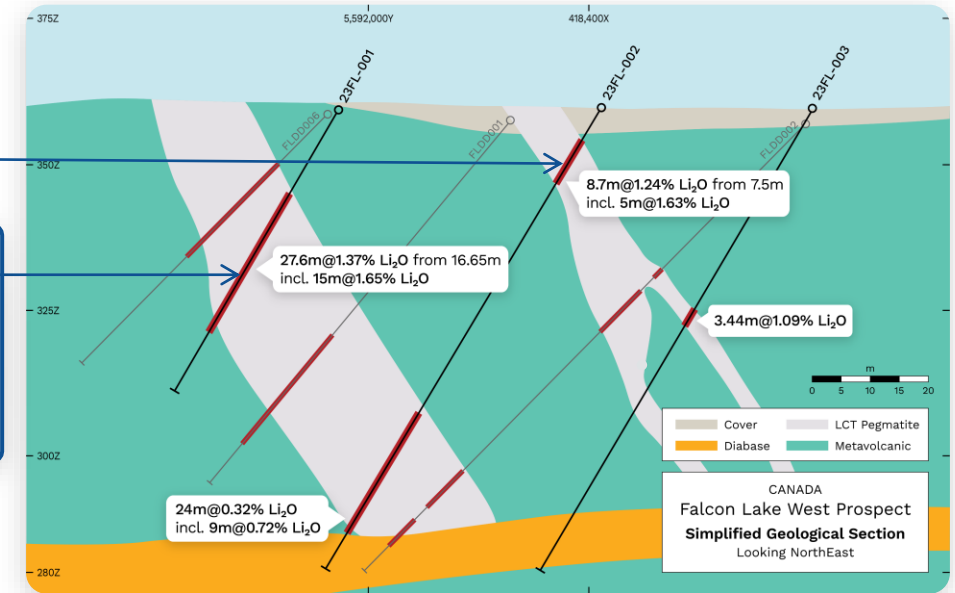 375Z
5,592,000Y
418,400X
23FL-001
23FL-002
23FL-003
FLDD006
FLDD001
FLDD002
350Z
8.7m@1.24% Li₂O from 7.5m
incl. 5m@1.63% Li₂O
27.6m@1.37% Li₂O from 16.65m
incl. 15m@1.65% Li₂O
325Z
3.44m@1.09% Li₂O
m
0 5 10 15 20
Cover
LCT Pegmatite
Diabase
Metavolcanic
300Z
24m@0.32% Li₂O
incl. 9m@0.72% Li₂O
CANADA
Falcon Lake West Prospect
Simplified Geological Section
Looking NorthEast
280Z